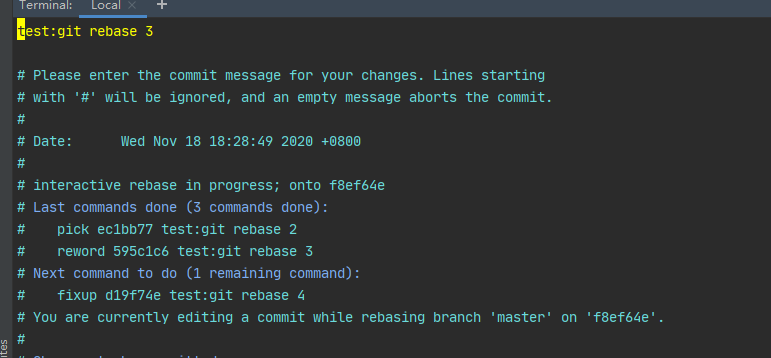 Terminal: Local × +
test:git rebase 3
# Please enter the commit message for your changes. Lines starting
# with '#' will be ignored, and an empty message aborts the commit.
#
# Date:      Wed Nov 18 18:28:49 2020 +0800
#
# interactive rebase in progress; onto f8ef64e
# Last commands done (3 commands done):
#    pick ec1bb77 test:git rebase 2
#    reword 595c1c6 test:git rebase 3
# Next command to do (1 remaining command):
#    fixup d19f74e test:git rebase 4
# You are currently editing a commit while rebasing branch 'master' on 'f8ef64e'.
#